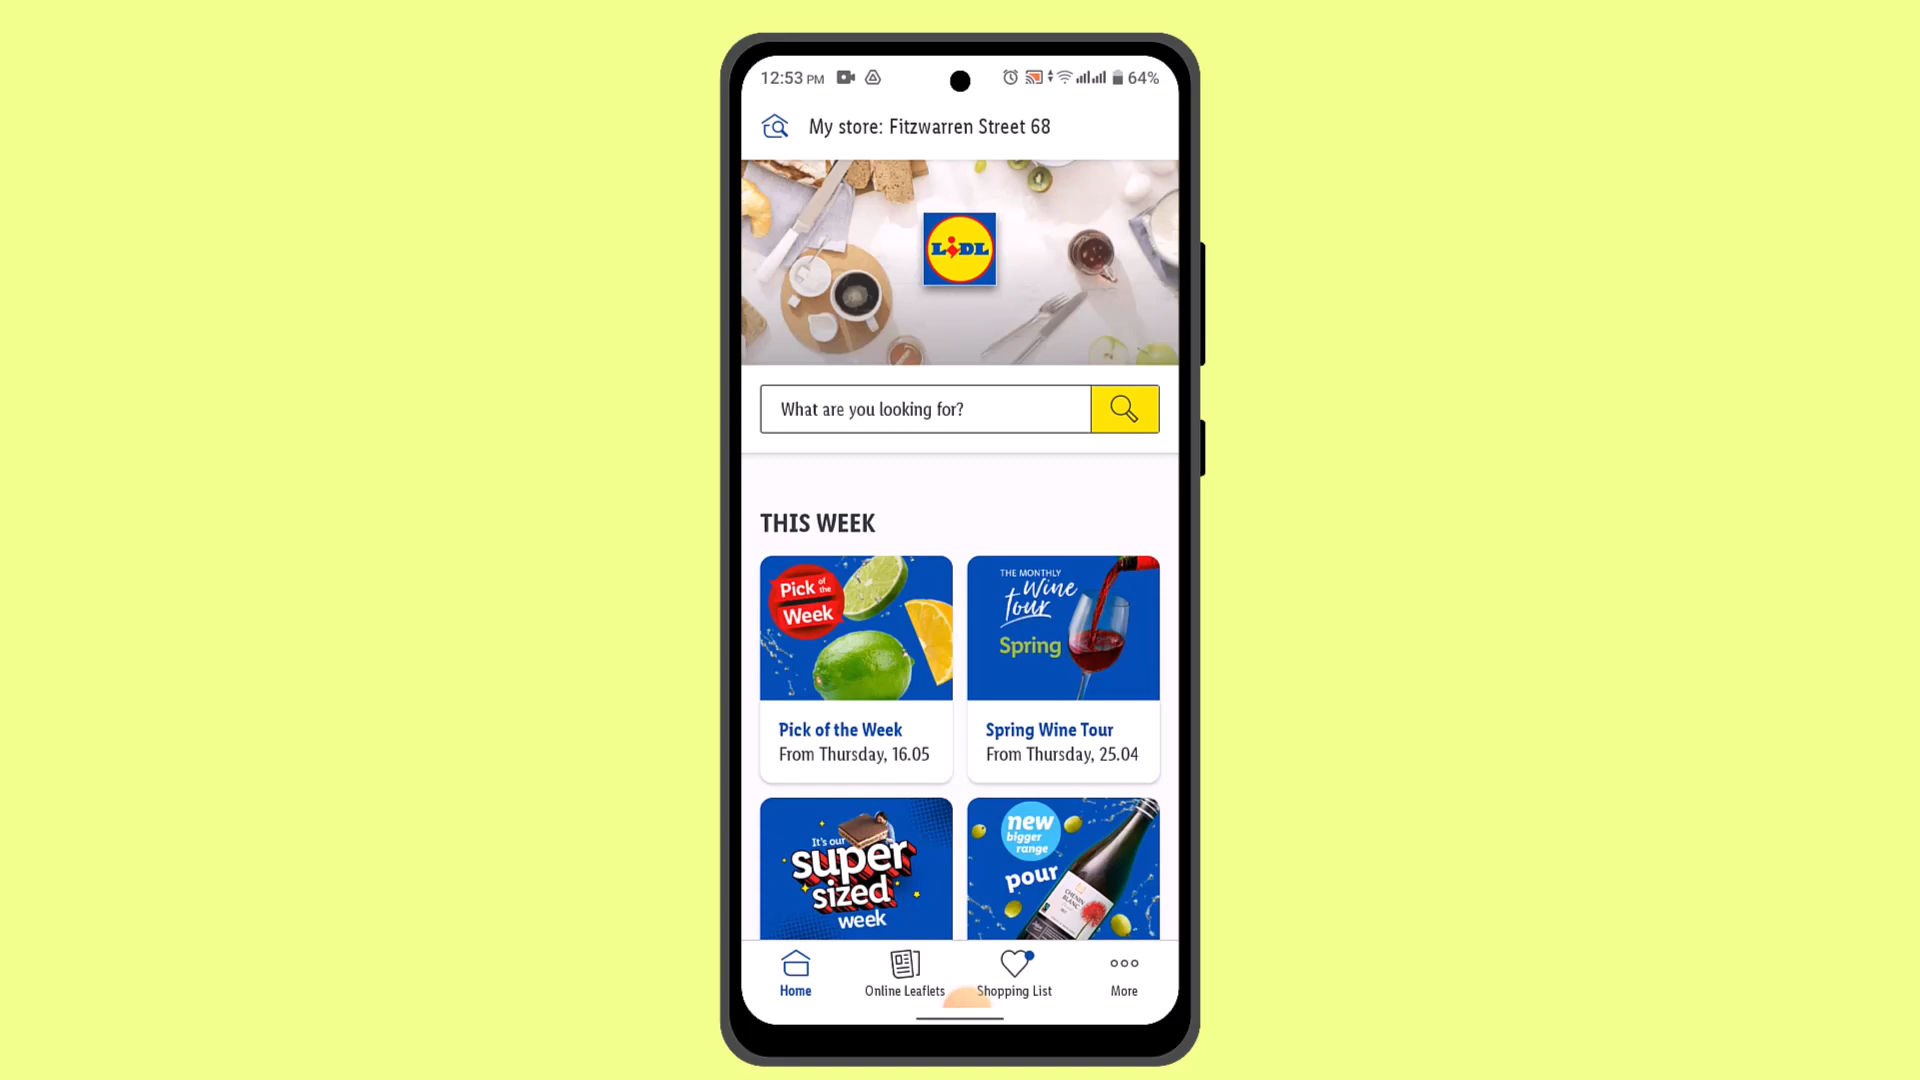 12:53 PM
64%
My store: Fitzwarren Street 68
LIDL
What are you looking for?
THIS WEEK
Pick of the Week
THE MONTHLY
Wine
tour
Spring
Pick of the Week
From Thursday, 16.05
Spring Wine Tour
From Thursday, 25.04
It's our
super
sized
week
new
bigger
range
pour
CHENIN
BLANC
Home
Online Leaflets
Shopping List
More